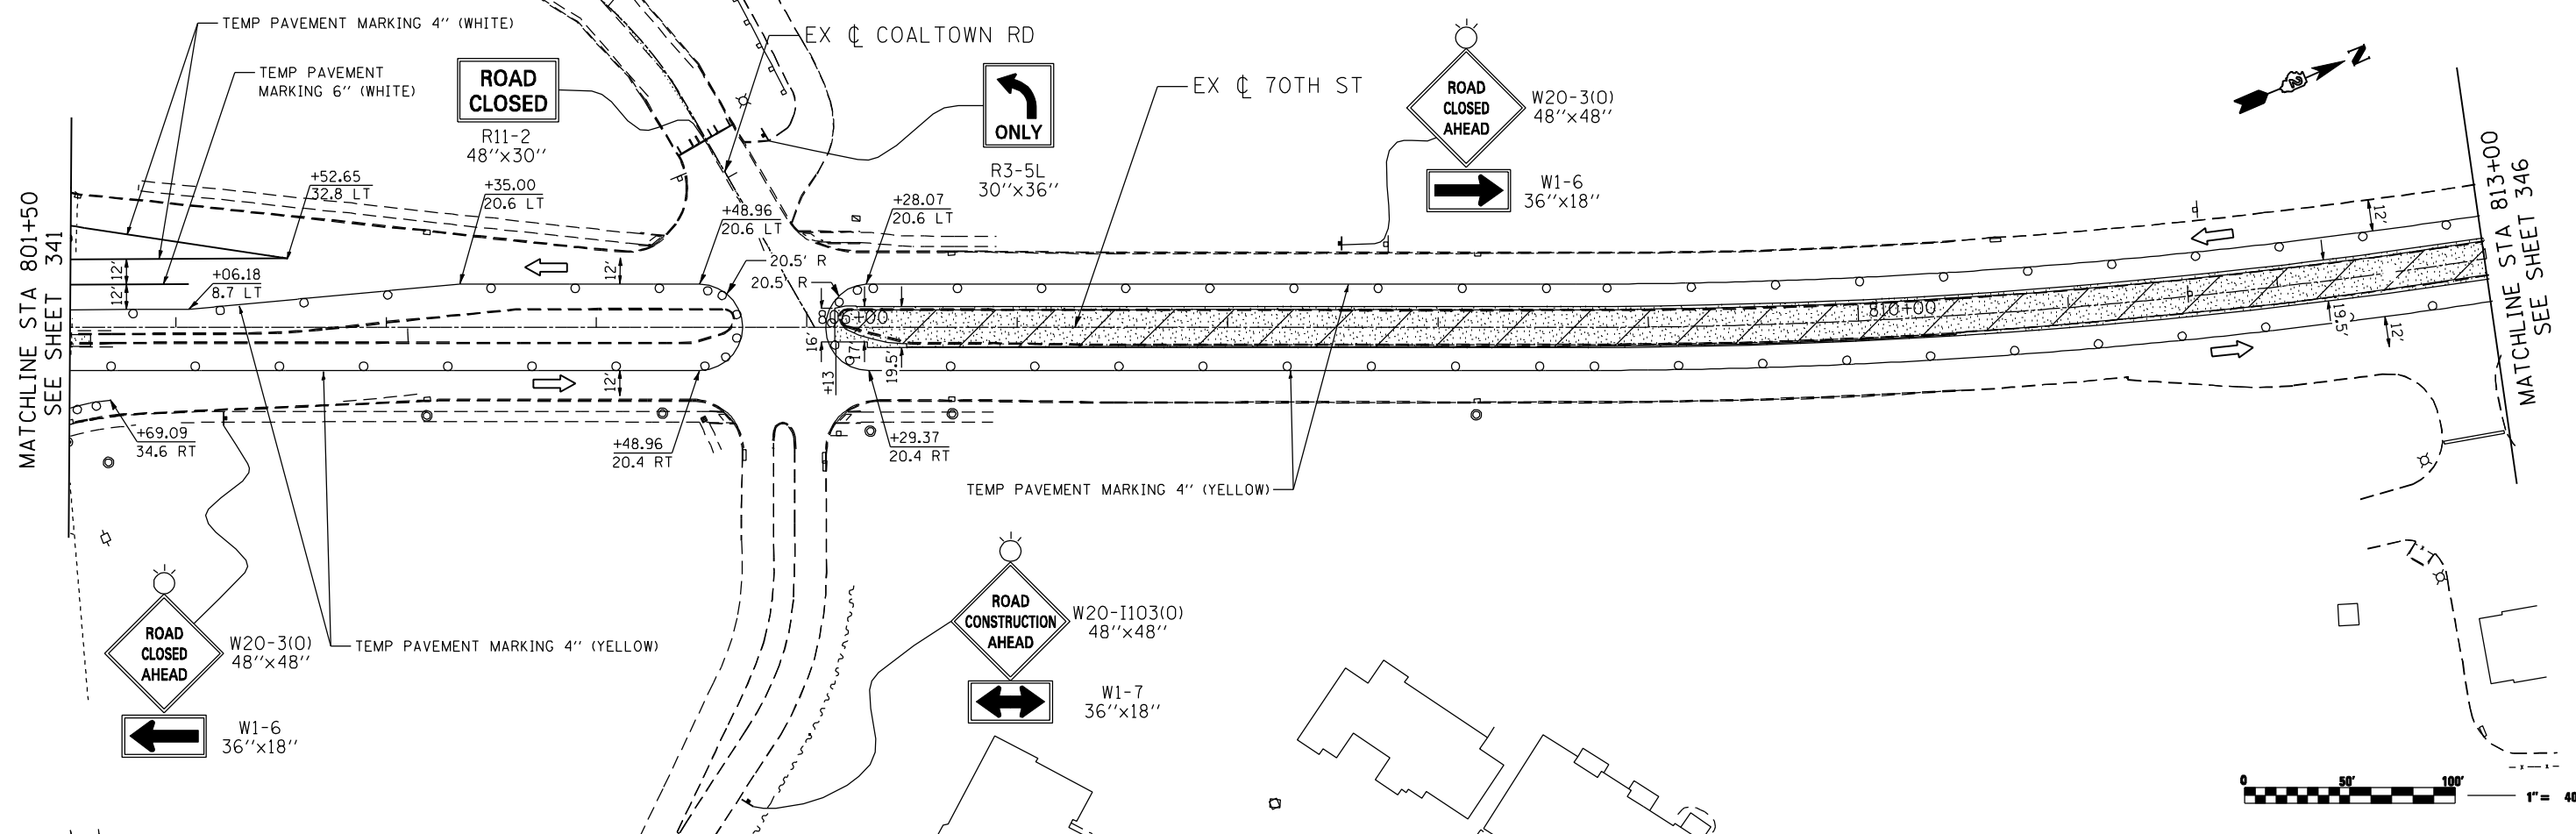 TEMP PAVEMENT MARKING 4" (WHITE)
TEMP PAVEMENT
MARKING 6" (WHITE)
ROAD
CLOSED
R11-2
48"x30"
EX ℄ COALTOWN RD
ONLY
R3-5L
30"x36"
EX ℄ 70TH ST
ROAD
CLOSED
AHEAD
W20-3(O)
48"x48"
W1-6
36"x18"
N
MATCHLINE STA 801+50
SEE SHEET 341
MATCHLINE STA 813+00
SEE SHEET 346
+52.65
32.8 LT
+35.00
20.6 LT
+48.96
20.6 LT
+28.07
20.6 LT
20.5' R
20.5' R
12'
12'
+06.18
8.7 LT
12'
12'
806+00
810+00
16'
17'
19.5'
+13
12'
19.5'
12'
+69.09
34.6 RT
+48.96
20.4 RT
+29.37
20.4 RT
TEMP PAVEMENT MARKING 4" (YELLOW)
ROAD
CLOSED
AHEAD
W20-3(O)
48"x48"
W1-6
36"x18"
TEMP PAVEMENT MARKING 4" (YELLOW)
ROAD
CONSTRUCTION
AHEAD
W20-I103(O)
48"x48"
W1-7
36"x18"
0 50' 100'
1" = 40